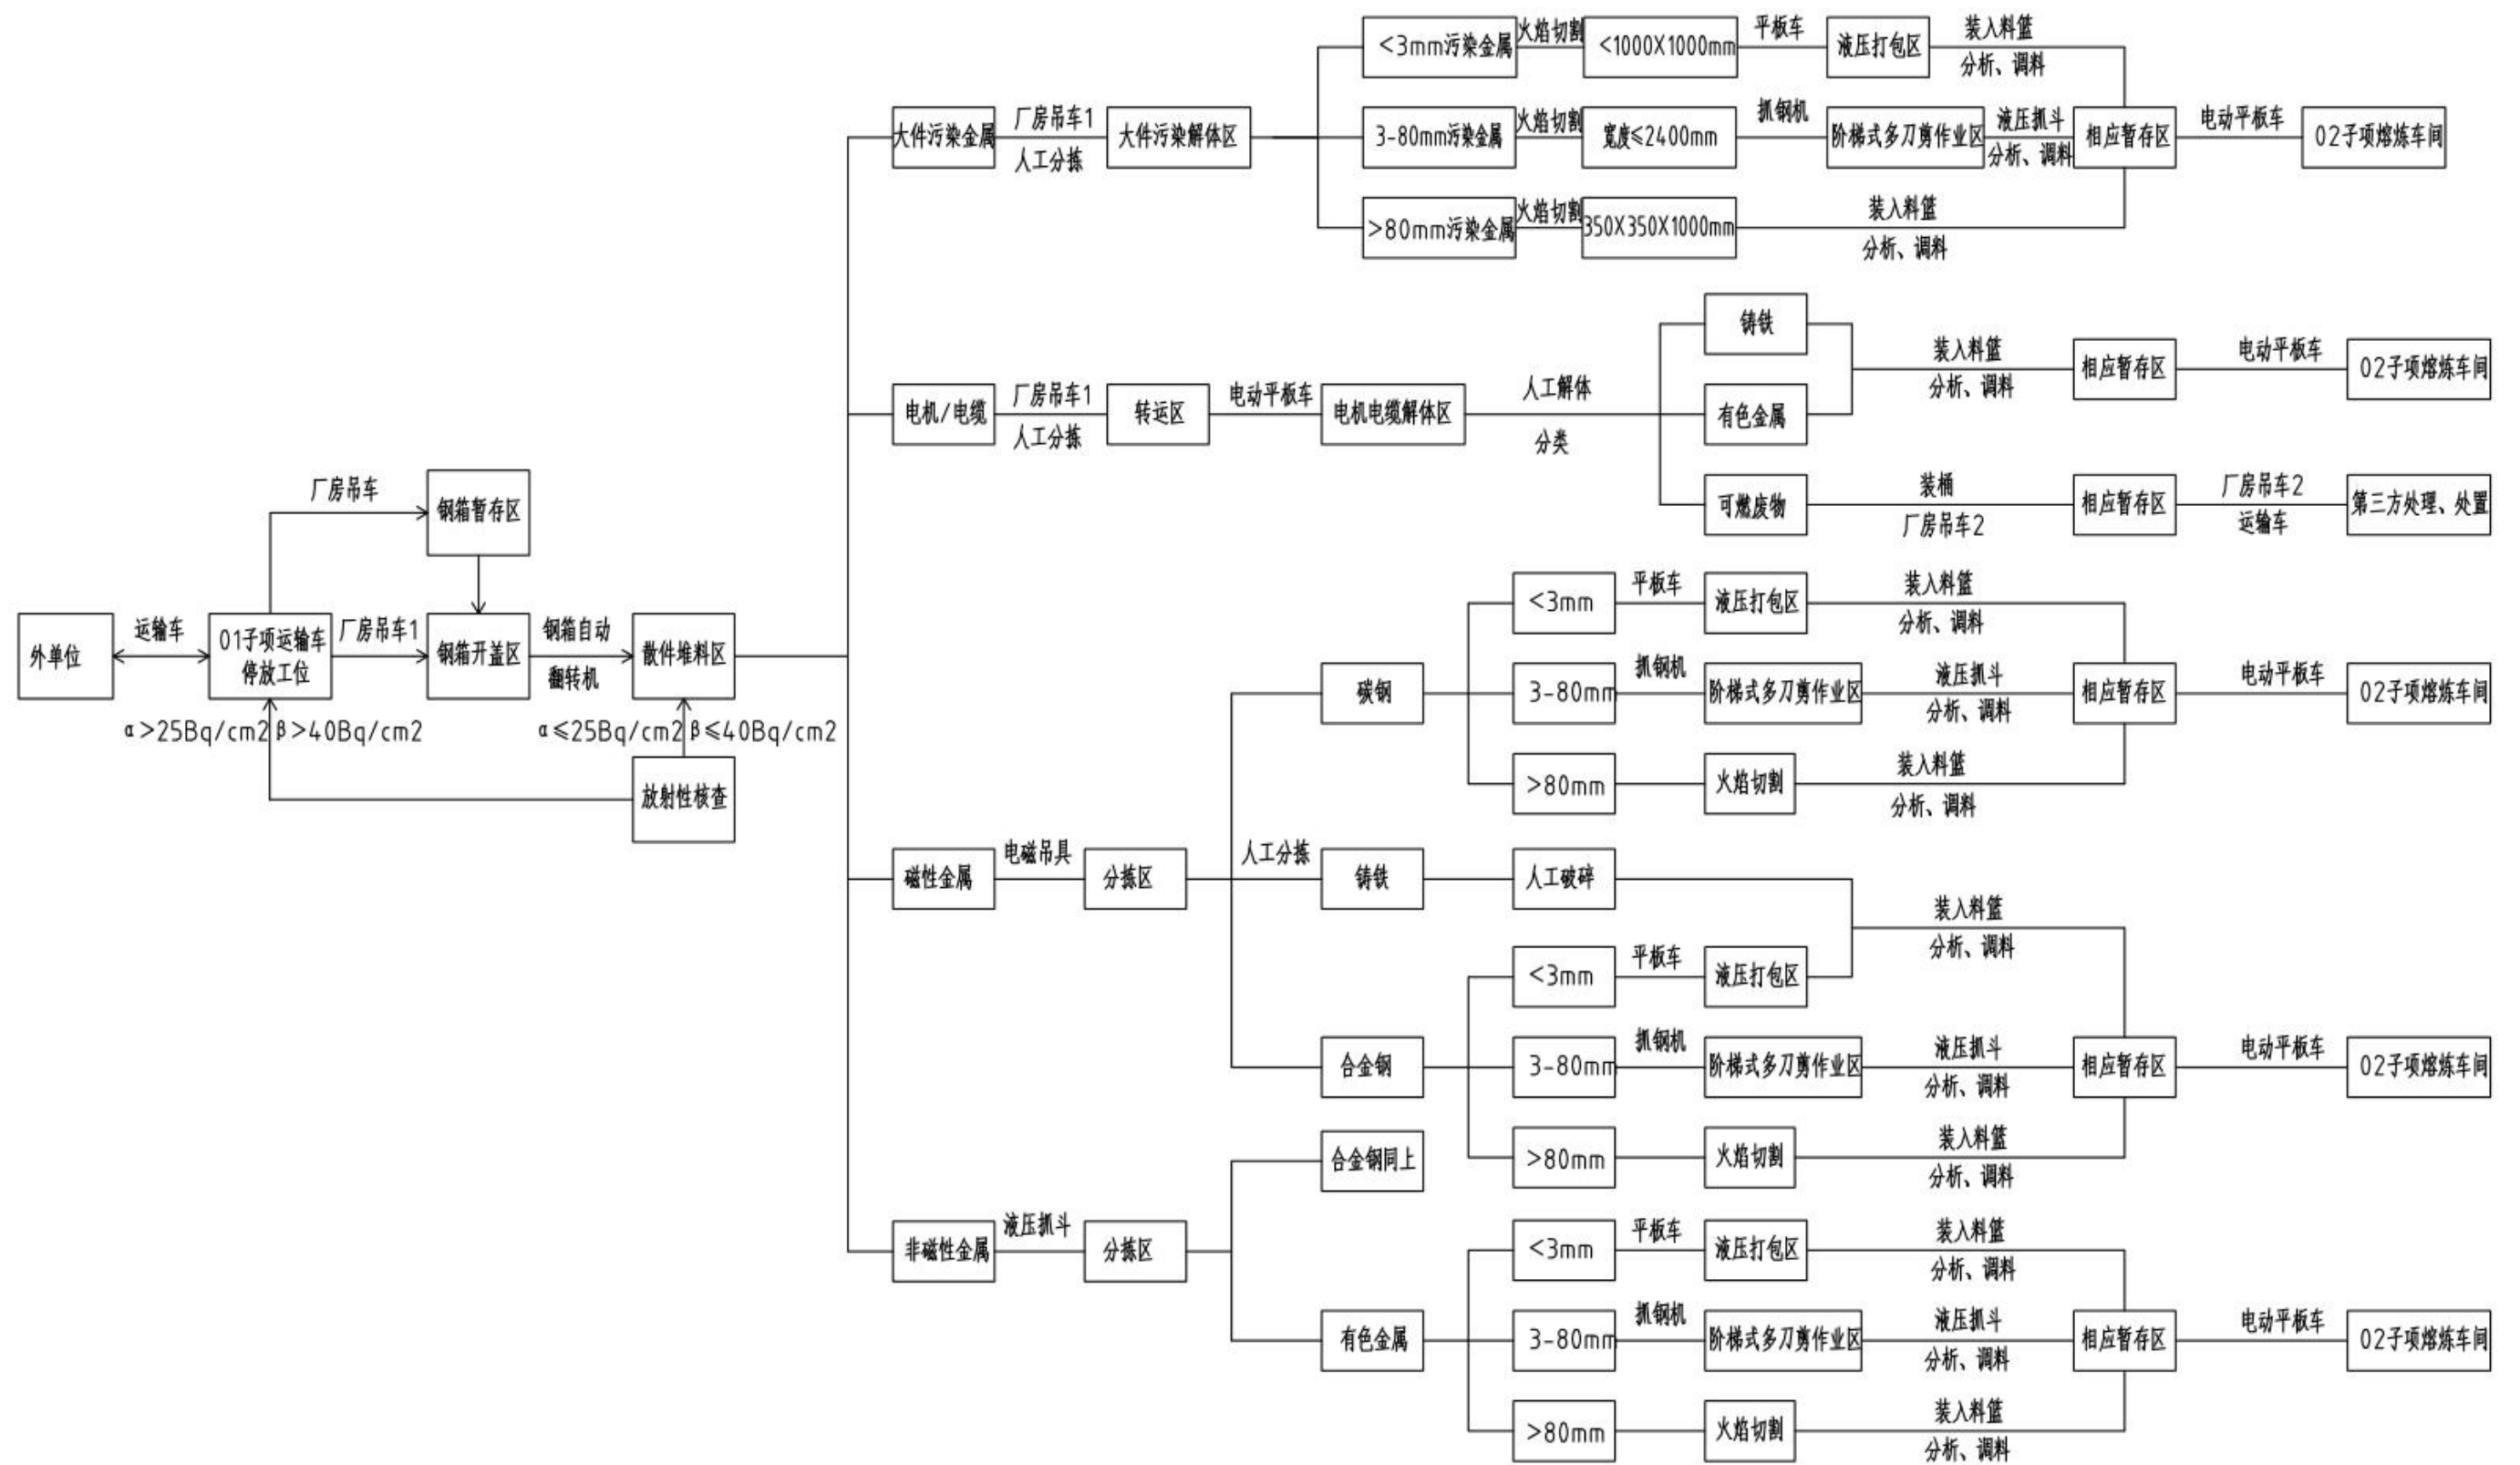 外单位
运输车
01子项运输车
停放工位
厂房吊车
钢箱暂存区
厂房吊车1
钢箱开盖区
钢箱自动
翻转机
散件堆料区
α>25Bq/cm2
β>40Bq/cm2
α≤25Bq/cm2
β≤40Bq/cm2
放射性核查
大件污染金属
厂房吊车1
人工分拣
大件污染解体区
<3mm污染金属
火焰切割
<1000X1000mm
平板车
液压打包区
装入料篮
分析、调料
3-80mm污染金属
火焰切割
宽度≤2400mm
抓钢机
阶梯式多刀剪作业区
液压抓斗
分析、调料
相应暂存区
电动平板车
02子项熔炼车间
>80mm污染金属
火焰切割
350X350X1000mm
装入料篮
分析、调料
电机/电缆
厂房吊车1
人工分拣
转运区
电动平板车
电机电缆解体区
人工解体
分类
铸铁
有色金属
装入料篮
分析、调料
相应暂存区
电动平板车
02子项熔炼车间
可燃废物
装桶
厂房吊车2
相应暂存区
厂房吊车2
运输车
第三方处理、处置
磁性金属
电磁吊具
分拣区
人工分拣
碳钢
<3mm
平板车
液压打包区
装入料篮
分析、调料
3-80mm
抓钢机
阶梯式多刀剪作业区
液压抓斗
分析、调料
相应暂存区
电动平板车
02子项熔炼车间
>80mm
火焰切割
装入料篮
分析、调料
铸铁
人工破碎
装入料篮
分析、调料
合金钢
<3mm
平板车
液压打包区
3-80mm
抓钢机
阶梯式多刀剪作业区
液压抓斗
分析、调料
相应暂存区
电动平板车
02子项熔炼车间
>80mm
火焰切割
装入料篮
分析、调料
非磁性金属
液压抓斗
分拣区
合金钢同上
有色金属
<3mm
平板车
液压打包区
装入料篮
分析、调料
3-80mm
抓钢机
阶梯式多刀剪作业区
液压抓斗
分析、调料
相应暂存区
电动平板车
02子项熔炼车间
>80mm
火焰切割
装入料篮
分析、调料